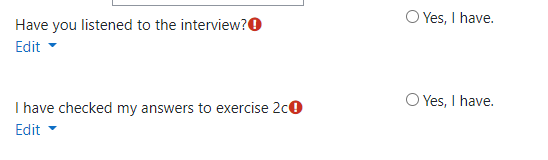 Have you listened to the interview? Yes, I have.
Edit
I have checked my answers to exercise 2c Yes, I have.
Edit